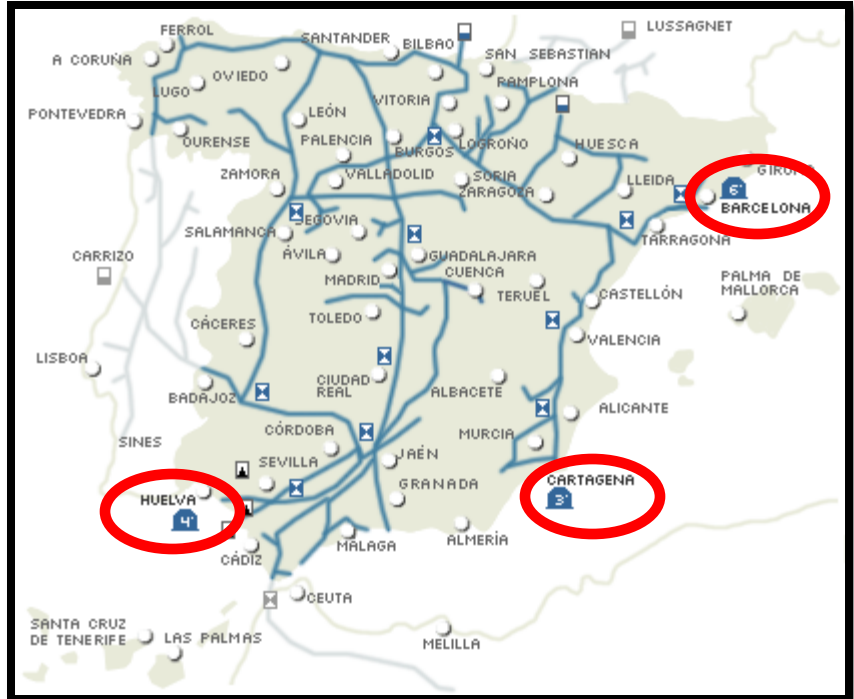 FERROL
LUSSAGNET
SANTANDER
BILBAO
A CORUÑA
SAN SEBASTIAN
OVIEDO
PAMPLONA
LUGO
VITORIA
PONTEVEDRA
LEÓN
OURENSE
PALENCIA
BURGOS
LOGROÑO
HUESCA
GIRONA
ZAMORA
VALLADOLID
SORIA
ZARAGOZA
LLEIDA
6
BARCELONA
SALAMANCA
SEGOVIA
TARRAGONA
CARRIZO
ÁVILA
GUADALAJARA
MADRID
CUENCA
TERUEL
PALMA DE
MALLORCA
CASTELLÓN
CÁCERES
TOLEDO
VALENCIA
LISBOA
CIUDAD
REAL
BADAJOZ
ALBACETE
ALICANTE
SINES
CÓRDOBA
MURCIA
SEVILLA
JAÉN
HUELVA
4
GRANADA
CARTAGENA
3
CÁDIZ
MÁLAGA
ALMERÍA
CEUTA
SANTA CRUZ
DE TENERIFE
LAS PALMAS
MELILLA